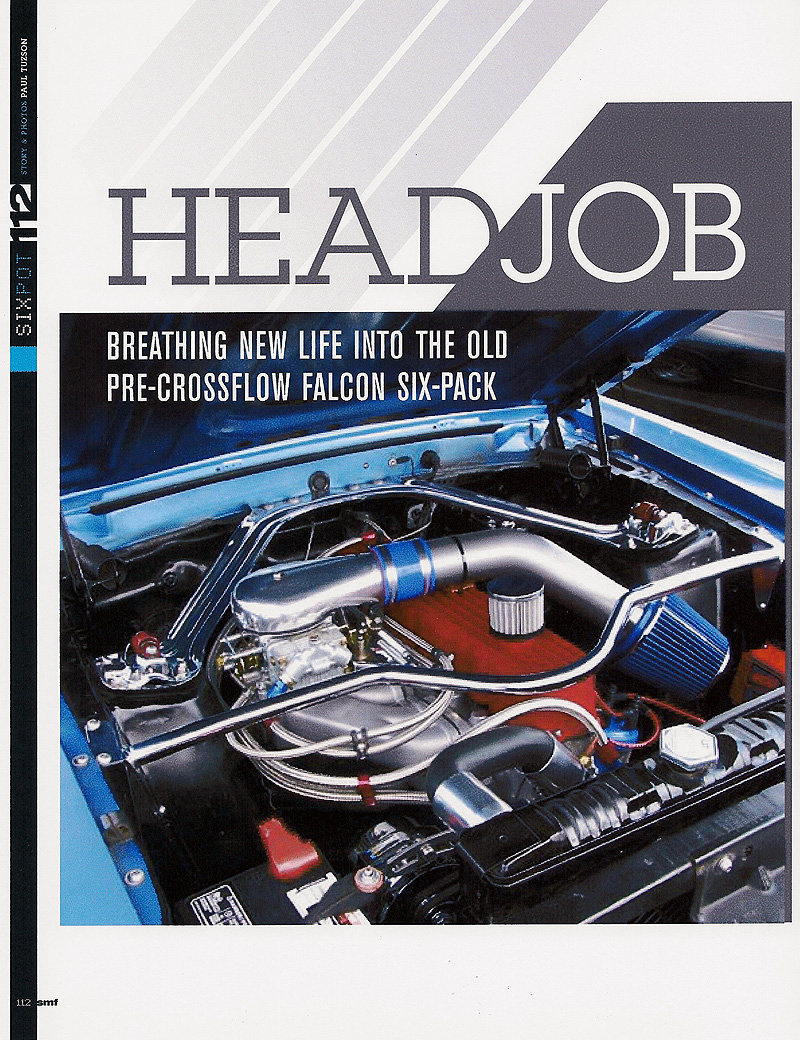 STORY & PHOTOS PAUL TUZSON
112
SIXPOT
HEADJOB
BREATHING NEW LIFE INTO THE OLD
PRE-CROSSFLOW FALCON SIX-PACK
112 smf